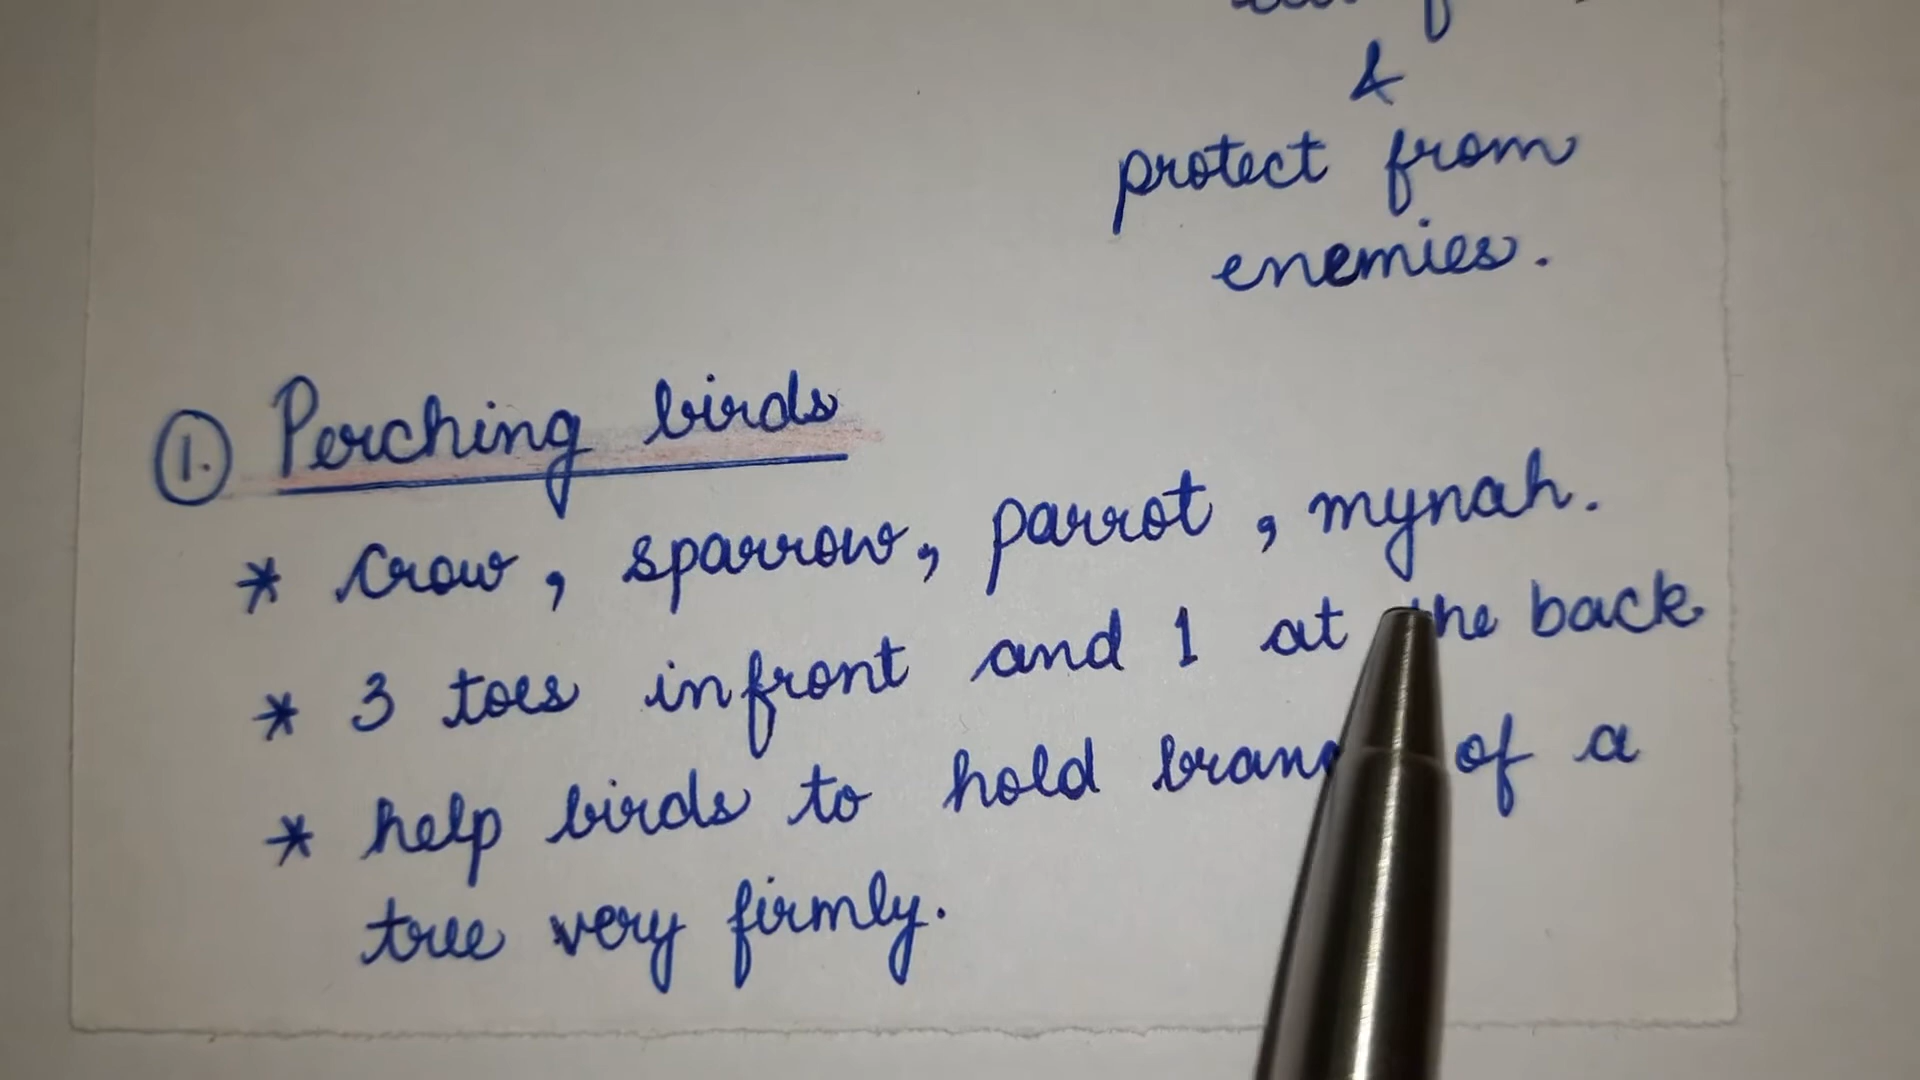 &
protect from
enemies.
1. Perching birds
* crow, sparrow, parrot, mynah.
* 3 toes infront and 1 at the back
* help birds to hold of a
tree very firmly.